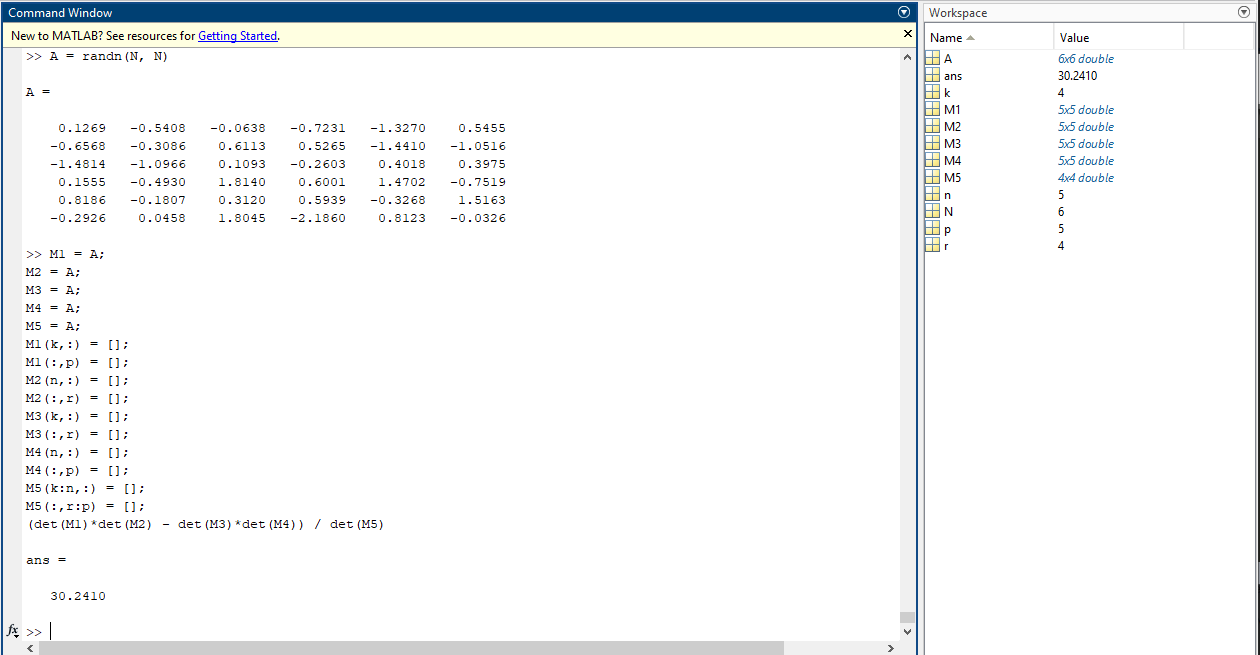 Command Window
New to MATLAB? See resources for Getting Started.
>> A = randn(N, N)
A =
0.1269 -0.5408 -0.0638 -0.7231 -1.3270 0.5455
-0.6568 -0.3086 0.6113 0.5265 -1.4410 -1.0516
-1.4814 -1.0966 0.1093 -0.2603 0.4018 0.3975
0.1555 -0.4930 1.8140 0.6001 1.4702 -0.7519
0.8186 -0.1807 0.3120 0.5939 -0.3268 1.5163
-0.2926 0.0458 1.8045 -2.1860 0.8123 -0.0326
>> M1 = A;
M2 = A;
M3 = A;
M4 = A;
M5 = A;
M1(k,:) = [];
M1(:,p) = [];
M2(n,:) = [];
M2(:,r) = [];
M3(k,:) = [];
M3(:,r) = [];
M4(n,:) = [];
M4(:,p) = [];
M5(k:n,:) = [];
M5(:,r:p) = [];
(det(M1)*det(M2) - det(M3)*det(M4)) / det(M5)
ans =
30.2410
fx >>
Workspace
Name Value
A 6x6 double
ans 30.2410
k 4
M1 5x5 double
M2 5x5 double
M3 5x5 double
M4 5x5 double
M5 4x4 double
n 5
N 6
p 5
r 4